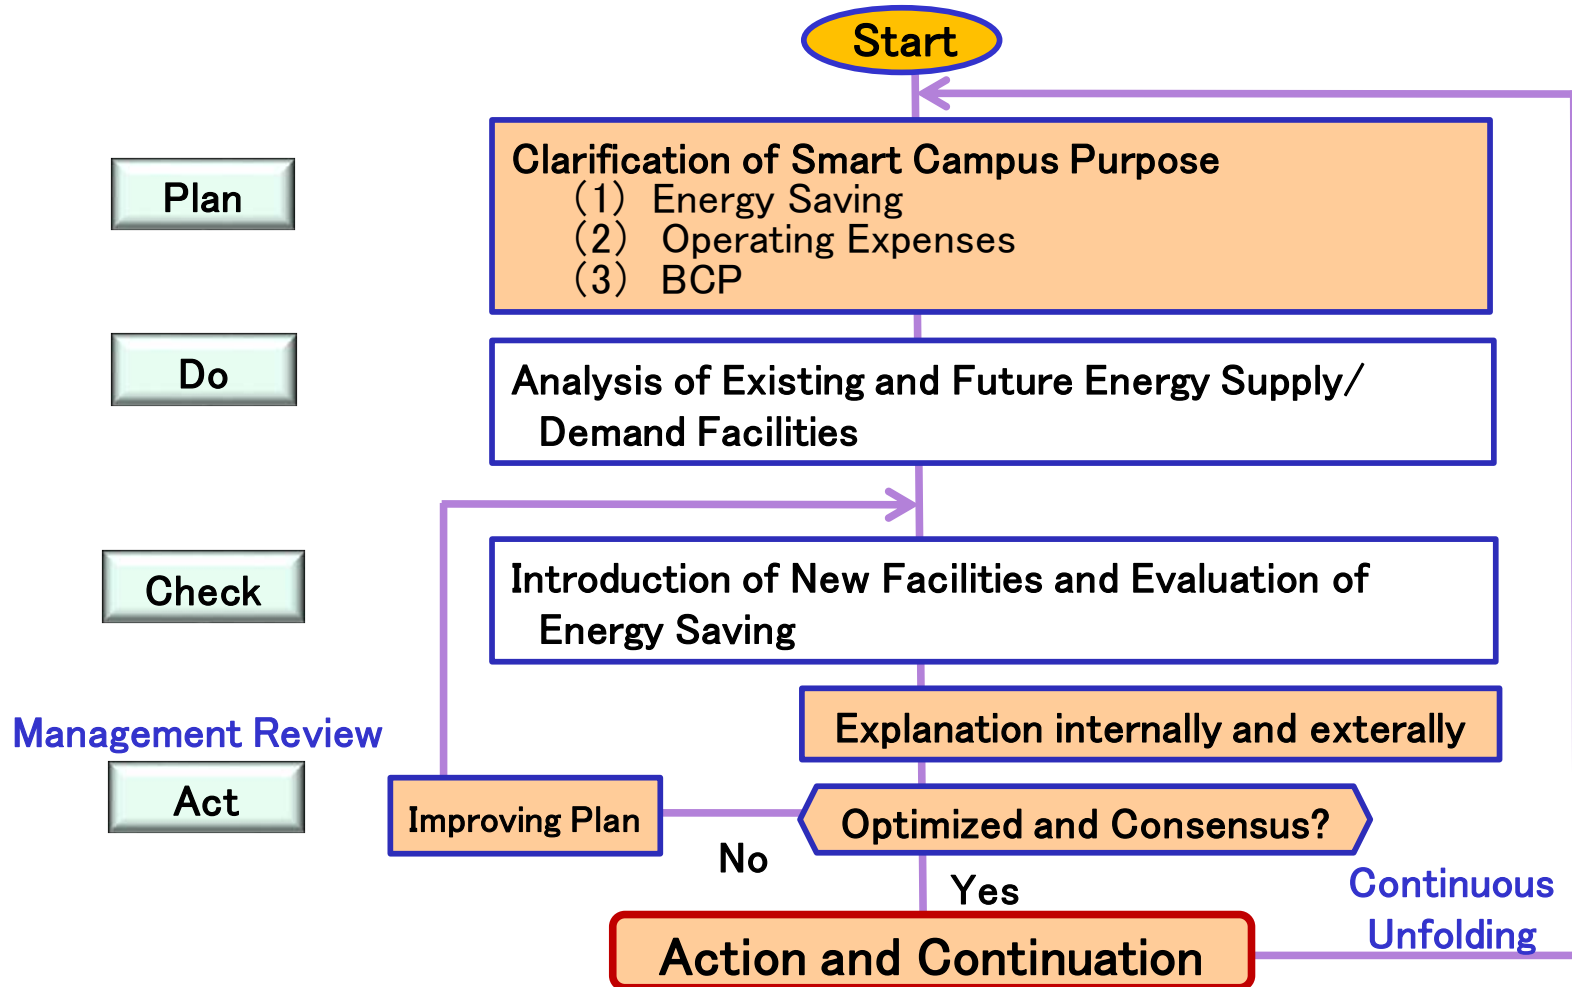 Start
Plan
Clarification of Smart Campus Purpose
（1） Energy Saving
（2） Operating Expenses
（3） BCP
Do
Analysis of Existing and Future Energy Supply/
Demand Facilities
Check
Introduction of New Facilities and Evaluation of
Energy Saving
Management Review
Explanation internally and exterally
Act
Improving Plan
Optimized and Consensus?
No
Yes
Continuous
Unfolding
Action and Continuation